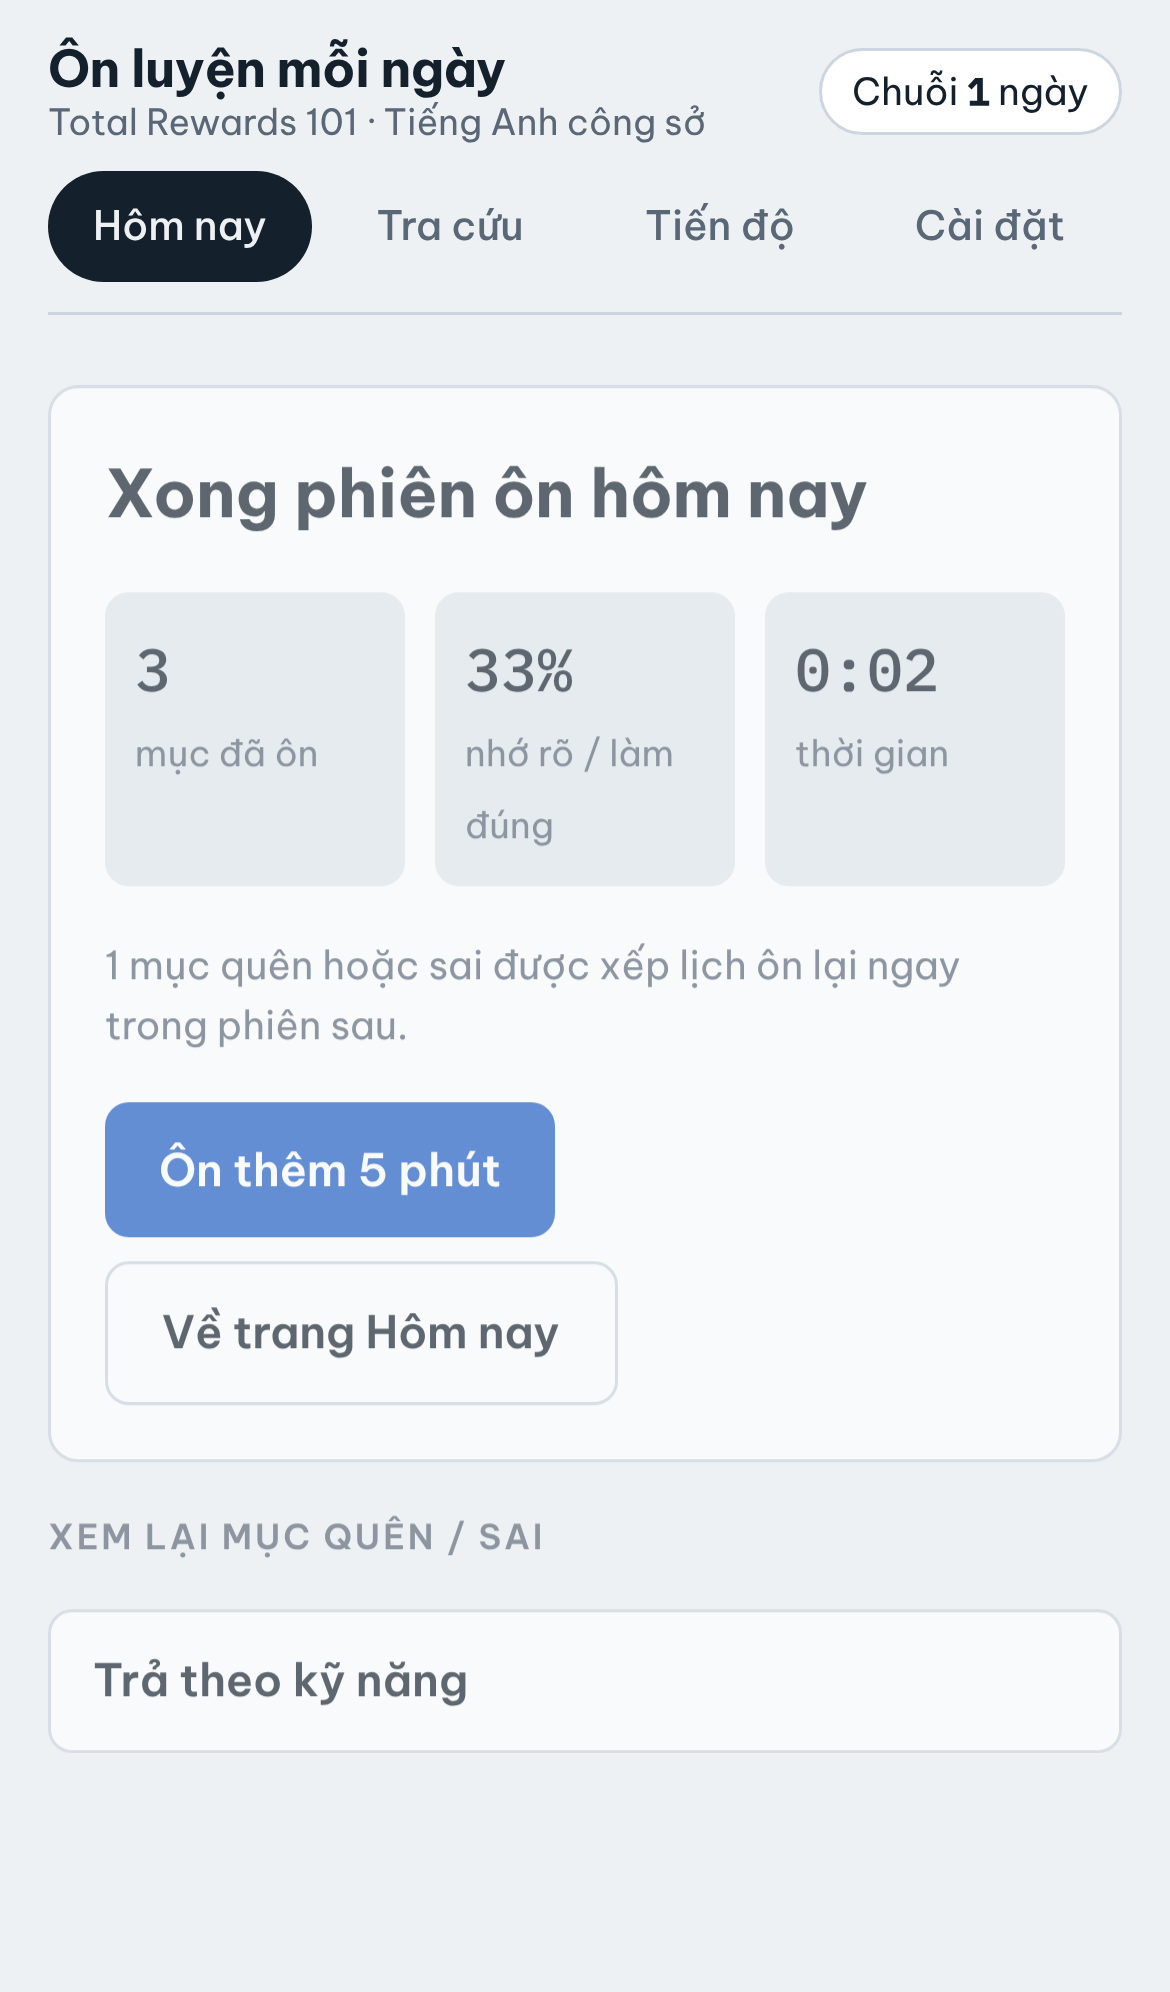 Ôn luyện mỗi ngày
Total Rewards 101 · Tiếng Anh công sở
Chuỗi 1 ngày
Hôm nay
Tra cứu
Tiến độ
Cài đặt
Xong phiên ôn hôm nay
3
mục đã ôn
33%
nhớ rõ / làm
đúng
0:02
thời gian
1 mục quên hoặc sai được xếp lịch ôn lại ngay
trong phiên sau.
Ôn thêm 5 phút
Về trang Hôm nay
XEM LẠI MỤC QUÊN / SAI
Trả theo kỹ năng